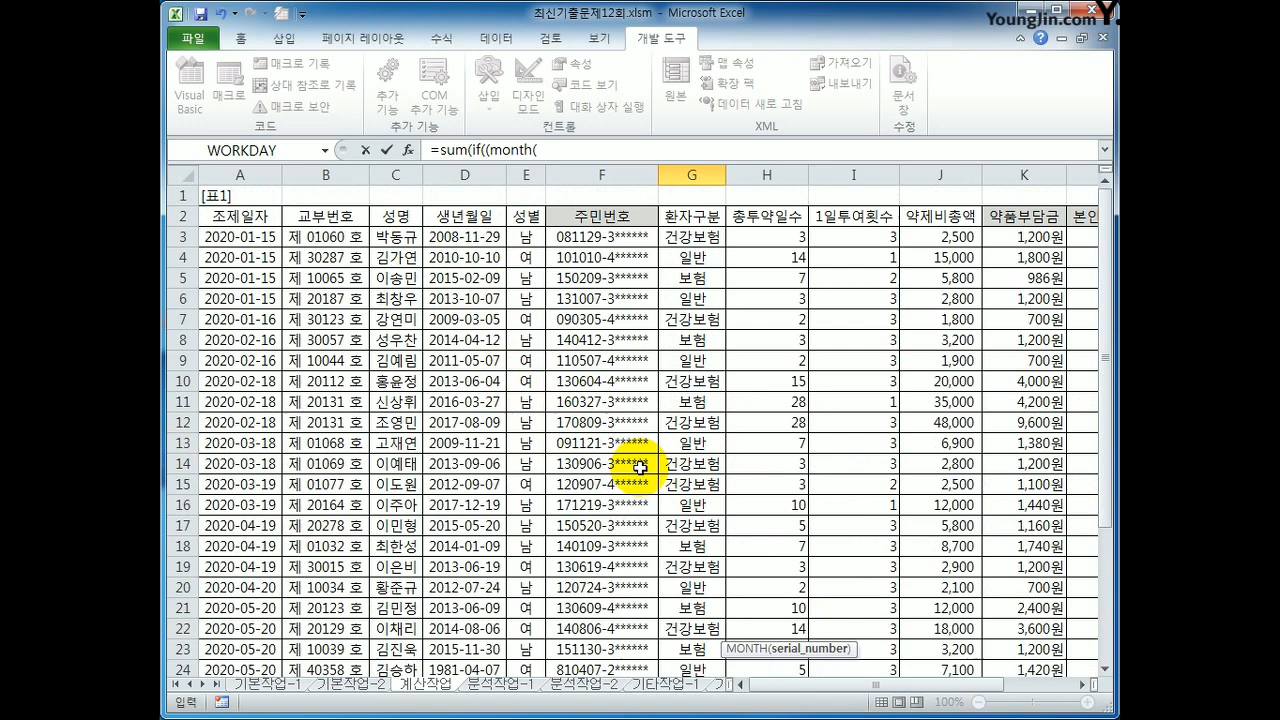 최신기출문제12회.xlsm - Microsoft Excel
YoungJin.com Y.
파일 홈 삽입 페이지 레이아웃 수식 데이터 검토 보기 개발 도구
Visual Basic
매크로
매크로 기록
상대 참조로 기록
매크로 보안
코드
추가 기능
COM 추가 기능
추가 기능
삽입
디자인 모드
속성
코드 보기
대화 상자 실행
컨트롤
원본
맵 속성
확장 팩
데이터 새로 고침
가져오기
내보내기
XML
문서 창
수정
WORKDAY =sum(if((month(
A B C D E F G H I J K
1 [표1]
2 조제일자 교부번호 성명 생년월일 성별 주민번호 환자구분 총투약일수 1일투여횟수 약제비총액 약품부담금 본인
3 2020-01-15 제 01060 호 박동규 2008-11-29 남 081129-3****** 건강보험 3 3 2,500 1,200원
4 2020-01-15 제 30287 호 김가연 2010-10-10 여 101010-4****** 일반 14 1 15,000 1,800원
5 2020-01-15 제 10065 호 이송민 2015-02-09 남 150209-3****** 보험 7 2 5,800 986원
6 2020-01-15 제 20187 호 최창우 2013-10-07 남 131007-3****** 일반 3 3 2,800 1,200원
7 2020-01-16 제 30123 호 강연미 2009-03-05 여 090305-4****** 건강보험 2 3 1,800 700원
8 2020-02-16 제 30057 호 성우찬 2014-04-12 남 140412-3****** 보험 3 3 3,200 1,200원
9 2020-02-16 제 10044 호 김예림 2011-05-07 여 110507-4****** 일반 2 3 1,900 700원
10 2020-02-18 제 20112 호 홍윤정 2013-06-04 여 130604-4****** 건강보험 15 3 20,000 4,000원
11 2020-02-18 제 20131 호 신상휘 2016-03-27 남 160327-3****** 보험 28 1 35,000 4,200원
12 2020-02-18 제 20131 호 조영민 2017-08-09 남 170809-3****** 건강보험 28 3 48,000 9,600원
13 2020-03-18 제 01068 호 고재연 2009-11-21 남 091121-3****** 일반 7 3 6,900 1,380원
14 2020-03-18 제 01069 호 이예태 2013-09-06 남 130906-3****** 건강보험 3 3 2,800 1,200원
15 2020-03-19 제 01077 호 이도원 2012-09-07 여 120907-4****** 건강보험 3 2 2,500 1,100원
16 2020-03-19 제 20164 호 이주아 2017-12-19 남 171219-3****** 일반 10 1 12,000 1,440원
17 2020-04-19 제 20278 호 이민형 2015-05-20 남 150520-3****** 건강보험 5 3 5,800 1,160원
18 2020-04-19 제 01032 호 최한성 2014-01-09 남 140109-3****** 보험 7 3 8,700 1,740원
19 2020-04-19 제 30015 호 이은비 2013-06-19 여 130619-4****** 건강보험 3 3 2,900 1,200원
20 2020-04-19 제 10034 호 황준규 2012-07-24 남 120724-3****** 일반 2 3 2,100 700원
21 2020-05-20 제 20123 호 김민정 2013-06-09 여 130609-4****** 보험 10 3 12,000 2,400원
22 2020-05-20 제 20129 호 이채리 2014-08-06 여 140806-4****** 건강보험 14 3 18,000 3,600원
23 2020-05-20 제 10039 호 김진욱 2015-11-30 남 151130-3****** 보험 3 3,200 1,200원
MONTH(serial_number)
24 2020-05-20 제 40358 호 김승하 1981-04-07 여 810407-2****** 일반 5 3 7,100 1,420원
기본작업-1 기본작업-2 계산작업 분석작업-1 분석작업-2 기타작업-1
입력 100%